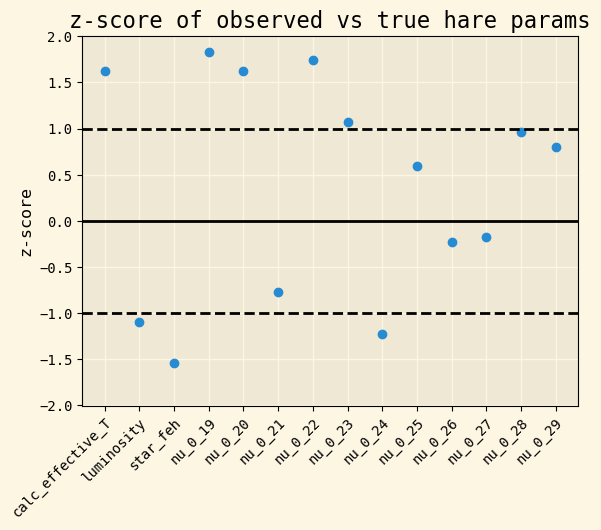 z-score of observed vs true hare params
z-score
2.0
1.5
1.0
0.5
0.0
−0.5
−1.0
−1.5
−2.0
calc_effective_T
luminosity
star_feh
nu_0_19
nu_0_20
nu_0_21
nu_0_22
nu_0_23
nu_0_24
nu_0_25
nu_0_26
nu_0_27
nu_0_28
nu_0_29